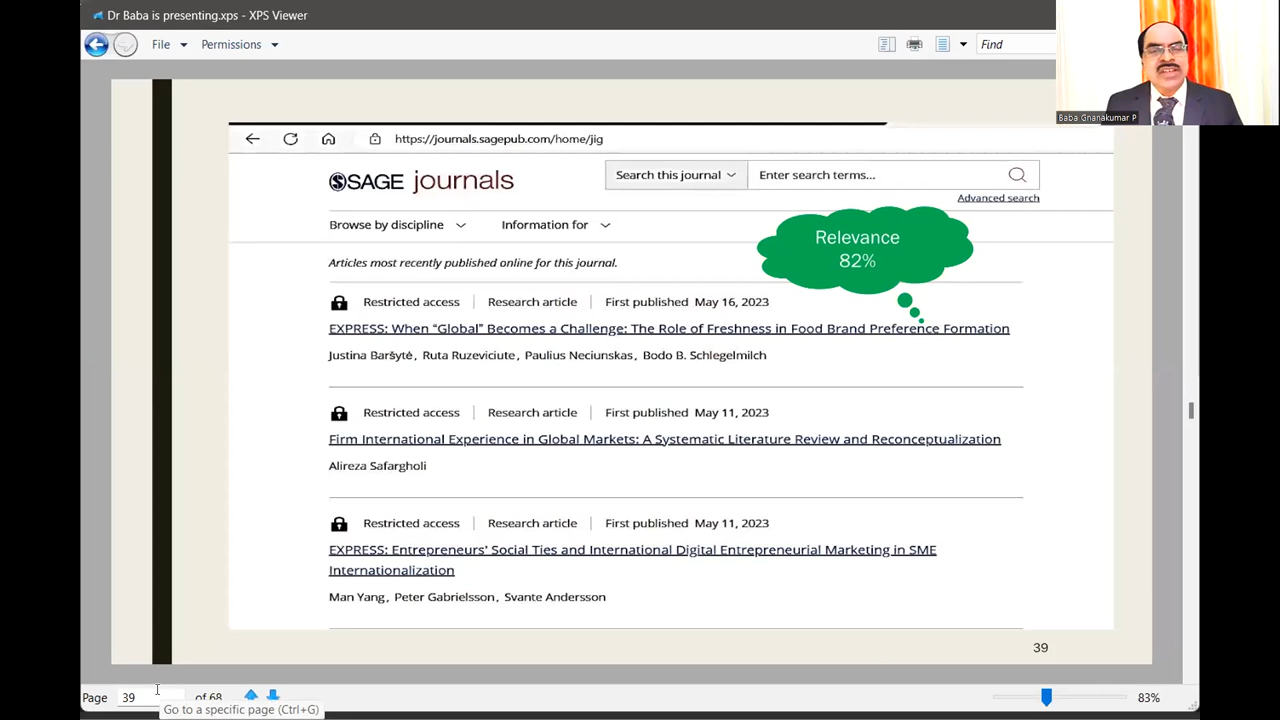 Dr Baba is presenting.xps - XPS Viewer
File Permissions Find
Baba Gnanakumar P
https://journals.sagepub.com/home/jig
SAGE journals Search this journal Enter search terms...
Advanced search
Browse by discipline Information for
Relevance
82%
Articles most recently published online for this journal.
Restricted access Research article First published May 16, 2023
EXPRESS: When “Global” Becomes a Challenge: The Role of Freshness in Food Brand Preference Formation
Justina Baršytė, Ruta Ruzeviciute, Paulius Neciunskas, Bodo B. Schlegelmilch
Restricted access Research article First published May 11, 2023
Firm International Experience in Global Markets: A Systematic Literature Review and Reconceptualization
Alireza Safargholi
Restricted access Research article First published May 11, 2023
EXPRESS: Entrepreneurs’ Social Ties and International Digital Entrepreneurial Marketing in SME
Internationalization
Man Yang, Peter Gabrielsson, Svante Andersson
39
Page 39 of 68 83%
Go to a specific page (Ctrl+G)